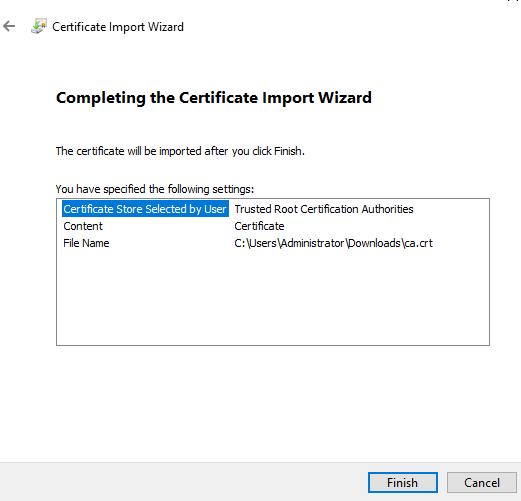 Certificate Import Wizard
Completing the Certificate Import Wizard
The certificate will be imported after you click Finish.
You have specified the following settings:
Certificate Store Selected by User Trusted Root Certification Authorities
Content Certificate
File Name C:\Users\Administrator\Downloads\ca.crt
Finish Cancel